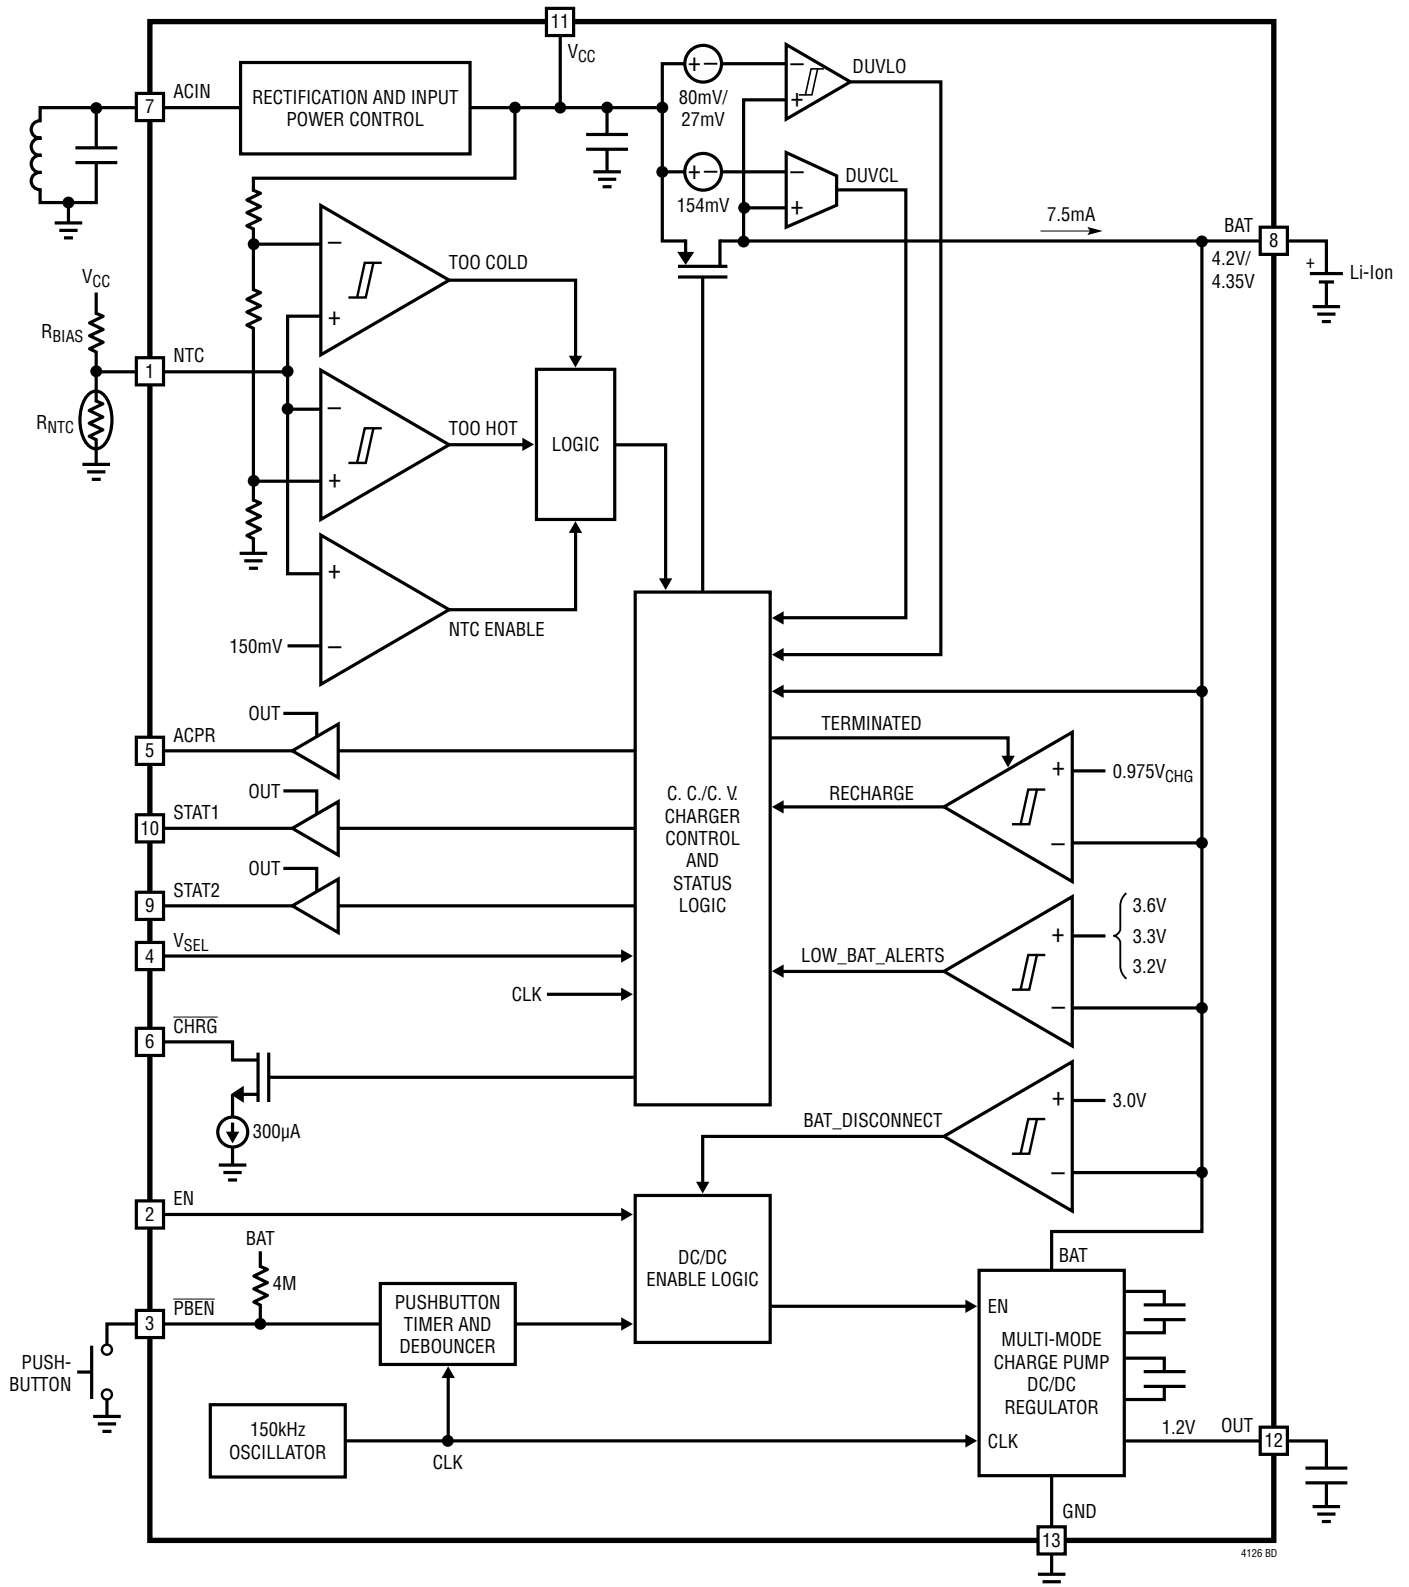 11
VCC
7
ACIN
RECTIFICATION AND INPUT
POWER CONTROL
+ −
80mV/
27mV
−
+
DUVLO
+ −
154mV
−
+
DUVCL
7.5mA
BAT
8
4.2V/
4.35V
+
Li-Ion
VCC
RBIAS
NTC
1
RNTC
−
+
TOO COLD
−
+
TOO HOT
LOGIC
+
−
150mV
NTC ENABLE
OUT
ACPR
5
OUT
STAT1
10
OUT
STAT2
9
VSEL
4
CLK
CHRG
6
300µA
C. C./C. V.
CHARGER
CONTROL
AND
STATUS
LOGIC
TERMINATED
RECHARGE
+
−
0.975VCHG
LOW_BAT_ALERTS
+
−
3.6V
3.3V
3.2V
BAT_DISCONNECT
+
−
3.0V
EN
2
BAT
4M
PBEN
3
PUSH-
BUTTON
PUSHBUTTON
TIMER AND
DEBOUNCER
DC/DC
ENABLE LOGIC
150kHz
OSCILLATOR
CLK
BAT
EN
MULTI-MODE
CHARGE PUMP
DC/DC
REGULATOR
CLK
1.2V
OUT
12
GND
13
4126 BD